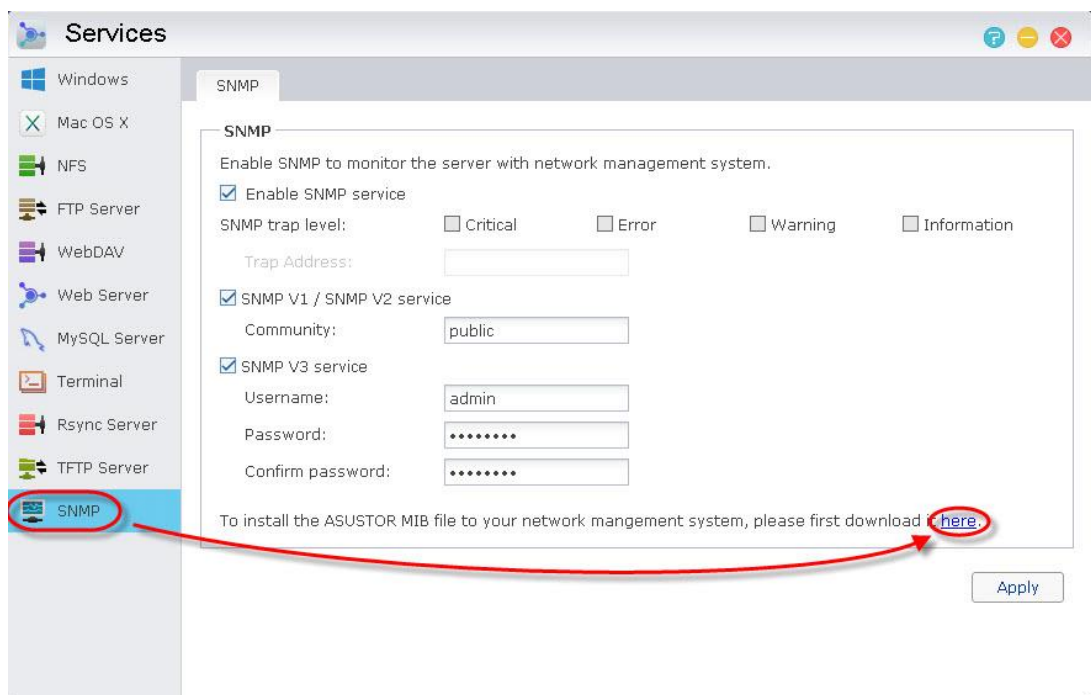 Services
Windows
Mac OS X
NFS
FTP Server
WebDAV
Web Server
MySQL Server
Terminal
Rsync Server
TFTP Server
SNMP
SNMP
SNMP
Enable SNMP to monitor the server with network management system.
Enable SNMP service
SNMP trap level: Critical Error Warning Information
Trap Address:
SNMP V1 / SNMP V2 service
Community: public
SNMP V3 service
Username: admin
Password: ••••••••
Confirm password: ••••••••
To install the ASUSTOR MIB file to your network mangement system, please first download it here.
Apply